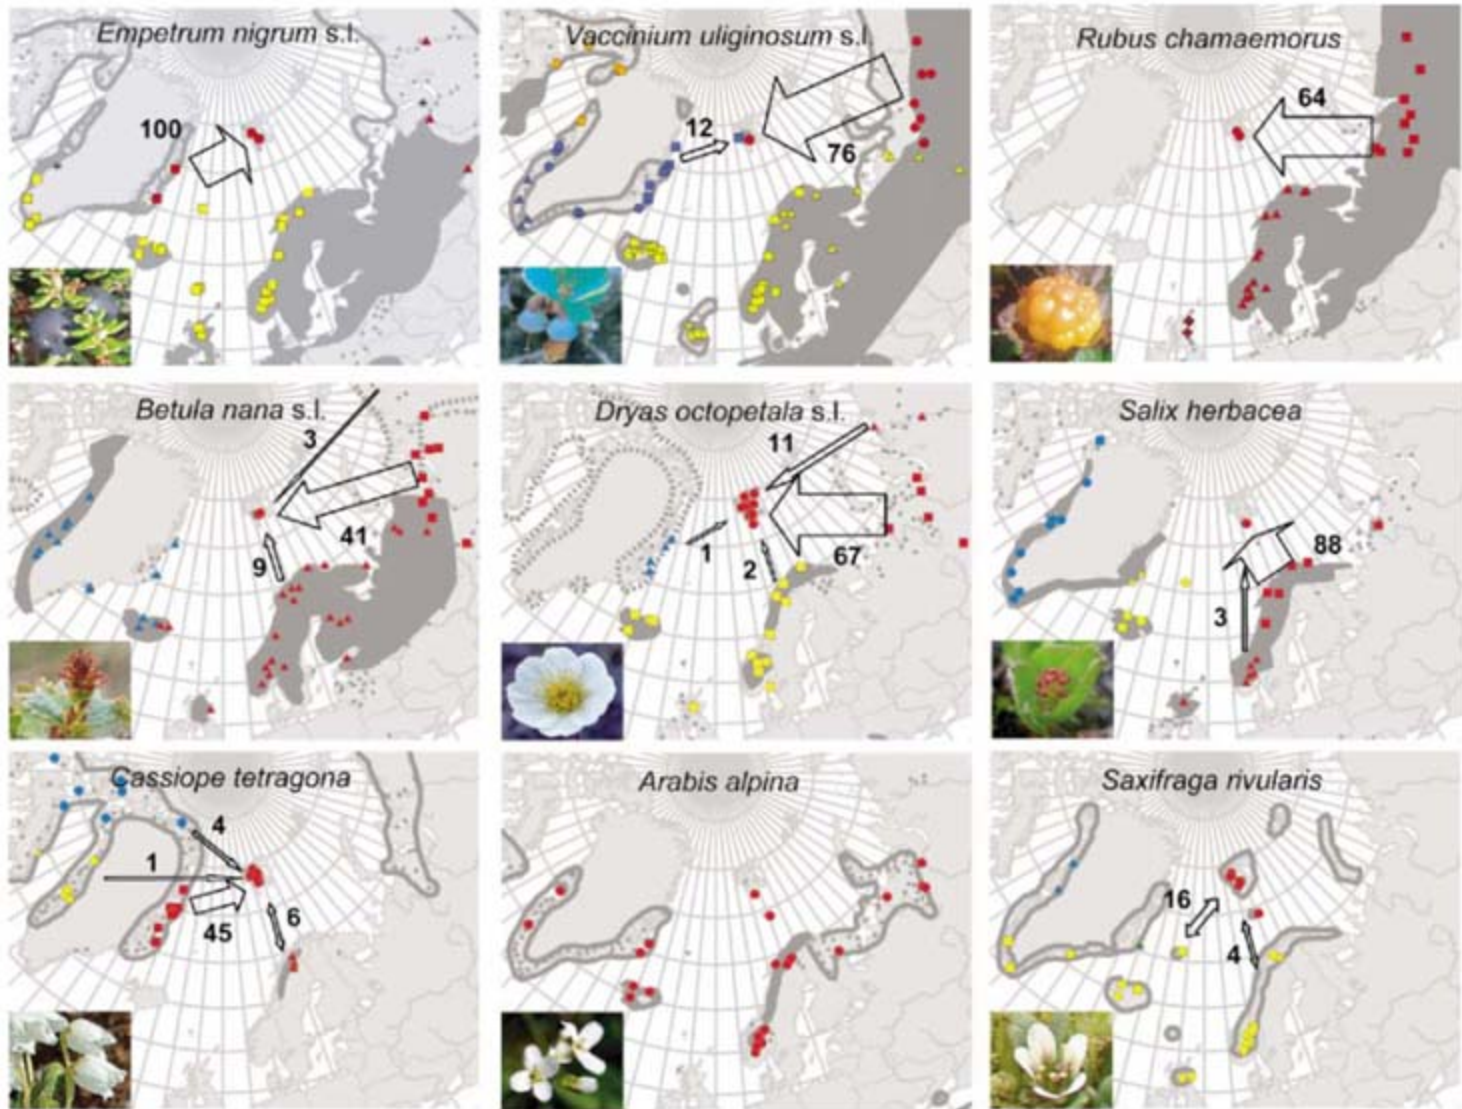 Empetrum nigrum s.l.
100
Vaccinium uliginosum s.l.
12
76
Rubus chamaemorus
64
Betula nana s.l.
3
41
9
Dryas octopetala s.l.
11
1
2
67
Salix herbacea
88
3
Cassiope tetragona
4
1
6
45
Arabis alpina
Saxifraga rivularis
16
4